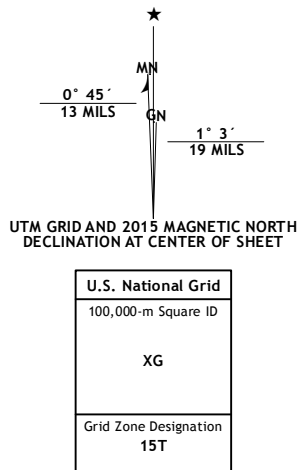 ★
MN
0° 45´
13 MILS
GN
1° 3´
19 MILS
UTM GRID AND 2015 MAGNETIC NORTH
DECLINATION AT CENTER OF SHEET
U.S. National Grid
100,000-m Square ID
XG
Grid Zone Designation
15T